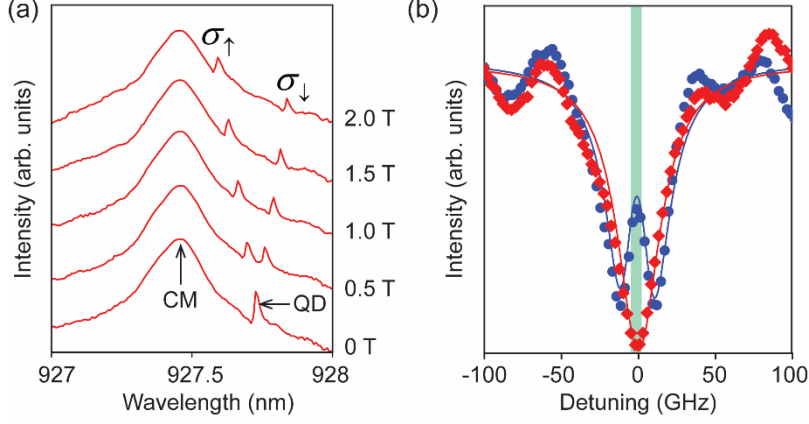 (a)
σ↑
σ↓
2.0 T
1.5 T
1.0 T
0.5 T
0 T
CM
QD
Intensity (arb. units)
927
927.5
928
Wavelength (nm)
(b)
Intensity (arb. units)
-100
-50
0
50
100
Detuning (GHz)